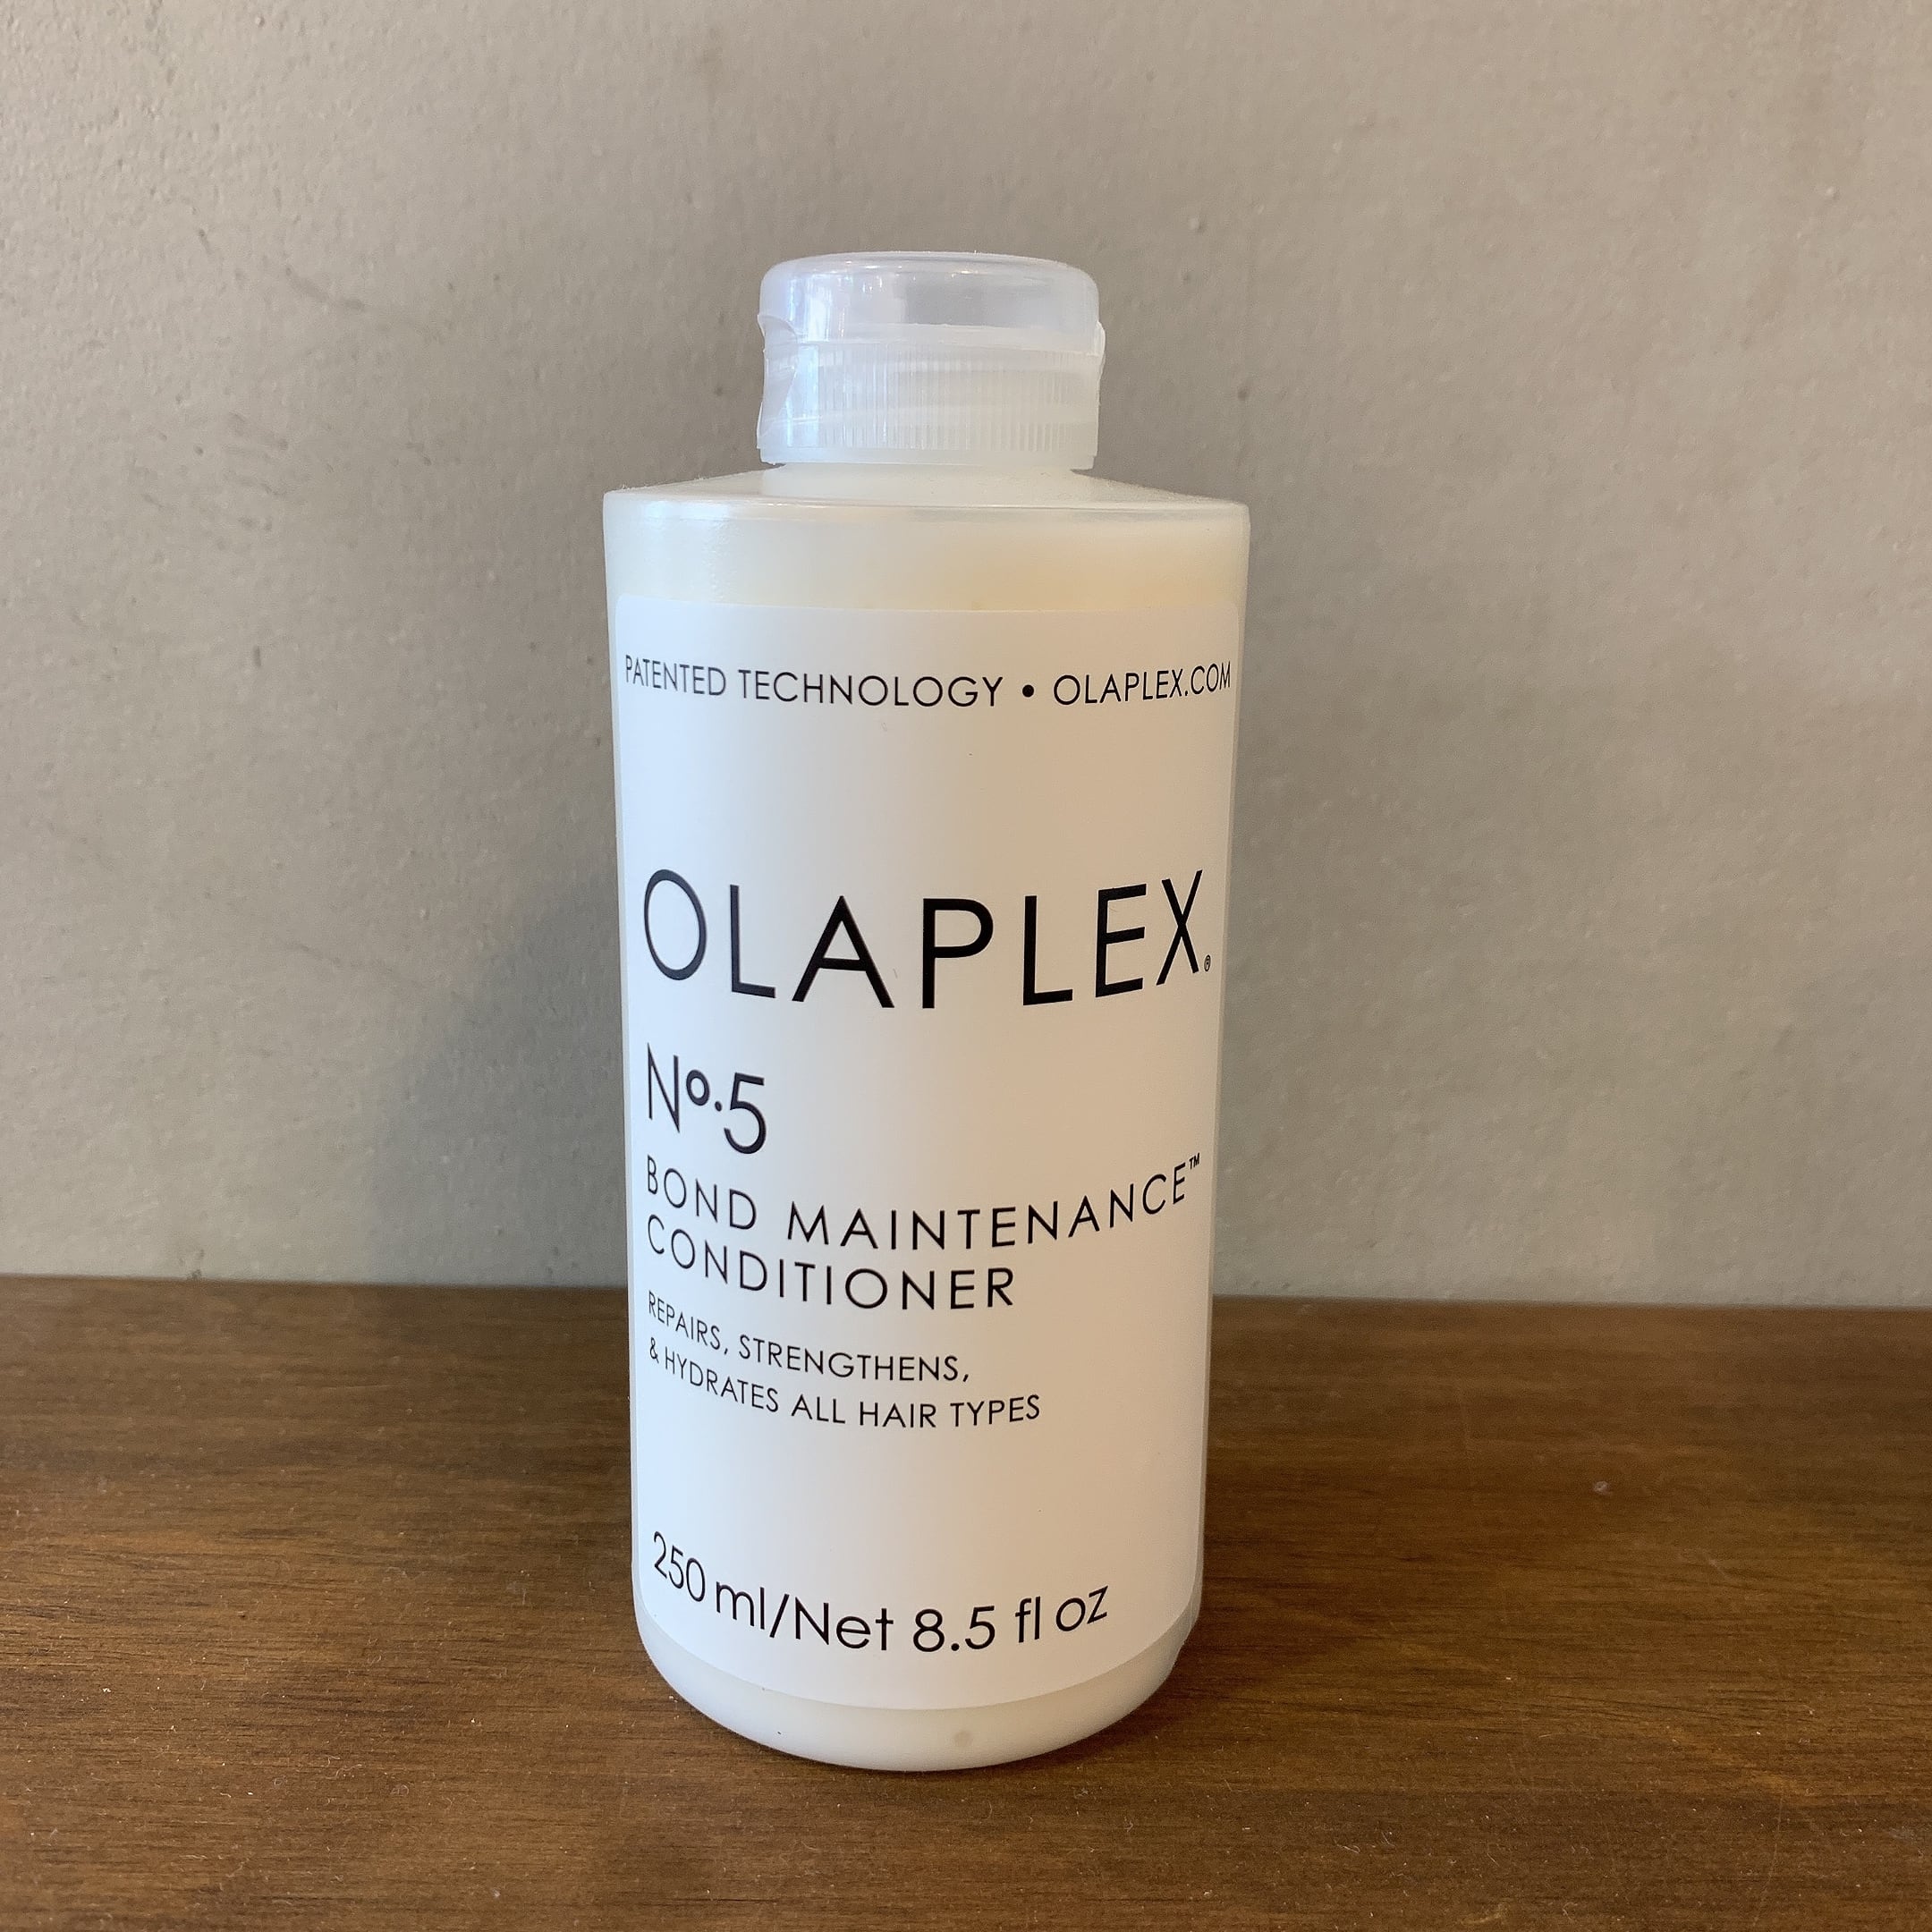 PATENTED TECHNOLOGY • OLAPLEX.COM
OLAPLEX®
Nº.5
BOND MAINTENANCE™
CONDITIONER
REPAIRS, STRENGTHENS,
& HYDRATES ALL HAIR TYPES
250 ml/Net 8.5 fl oz